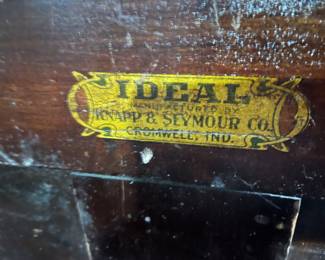 IDEAL
MANUFACTURED BY
KNAPP & SEYMOUR CO.
CROMWELL, IND.